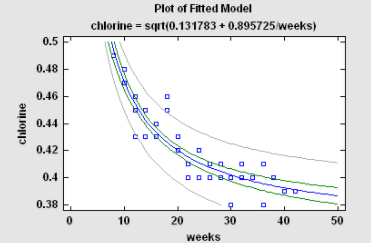 Plot of Fitted Model
chlorine = sqrt(0.131783 + 0.895725/weeks)
0.5
0.48
0.46
0.44
0.42
0.4
0.38
chlorine
0 10 20 30 40 50
weeks